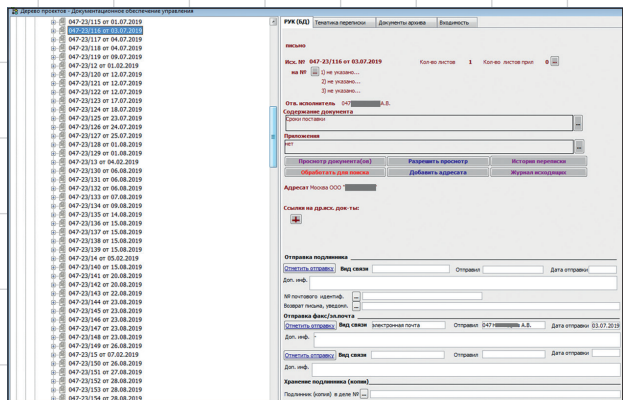 Дерево проектов - Документационное обеспечение управления
047-23/115 от 01.07.2019
047-23/116 от 03.07.2019
047-23/117 от 04.07.2019
047-23/118 от 04.07.2019
047-23/119 от 09.07.2019
047-23/12 от 01.02.2019
047-23/120 от 12.07.2019
047-23/121 от 12.07.2019
047-23/122 от 12.07.2019
047-23/123 от 17.07.2019
047-23/124 от 18.07.2019
047-23/125 от 23.07.2019
047-23/126 от 24.07.2019
047-23/127 от 25.07.2019
047-23/128 от 01.08.2019
047-23/129 от 01.08.2019
047-23/13 от 04.02.2019
047-23/130 от 06.08.2019
047-23/131 от 06.08.2019
047-23/132 от 06.08.2019
047-23/133 от 07.08.2019
047-23/134 от 09.08.2019
047-23/135 от 14.08.2019
047-23/136 от 15.08.2019
047-23/137 от 15.08.2019
047-23/138 от 15.08.2019
047-23/139 от 15.08.2019
047-23/14 от 05.02.2019
047-23/140 от 15.08.2019
047-23/141 от 20.08.2019
047-23/142 от 20.08.2019
047-23/143 от 22.08.2019
047-23/144 от 23.08.2019
047-23/145 от 23.08.2019
047-23/146 от 23.08.2019
047-23/147 от 23.08.2019
047-23/148 от 23.08.2019
047-23/149 от 26.08.2019
047-23/15 от 07.02.2019
047-23/150 от 26.08.2019
047-23/151 от 27.08.2019
047-23/152 от 28.08.2019
047-23/153 от 28.08.2019
047-23/154 от 28.08.2019
РУК (БД) Тематика переписки Документы архива Входимость
письмо
Исх. № 047-23/116 от 03.07.2019 Кол-во листов 1 Кол-во листов прил 0 ...
на № ... 1) не указано...
2) не указано...
3) не указано...
Отв. исполнитель 047 А.В.
Содержание документа
Сроки поставки
...
Приложения
нет
...
Просмотр документа(ов) Разрешить просмотр История переписки
Обработать для поиска Добавить адресата Журнал исходящих
Адресат Москва ООО "
Ссылки на др.исх. док-ты:
Отправка подлинника
Отметить отправку Вид связи Отправил Дата отправки
Доп. инф.
№ почтового идентиф. ...
Возврат письма, уведомл. ...
Отправка факс/эл.почта
Отметить отправку Вид связи электронная почта Отправил 047 А.В. Дата отправки 03.07.2019
Доп. инф. -
Отметить отправку Вид связи Отправил Дата отправки
Доп. инф.
Хранение подлинника (копии)
Подлинник (копия) в деле № ...